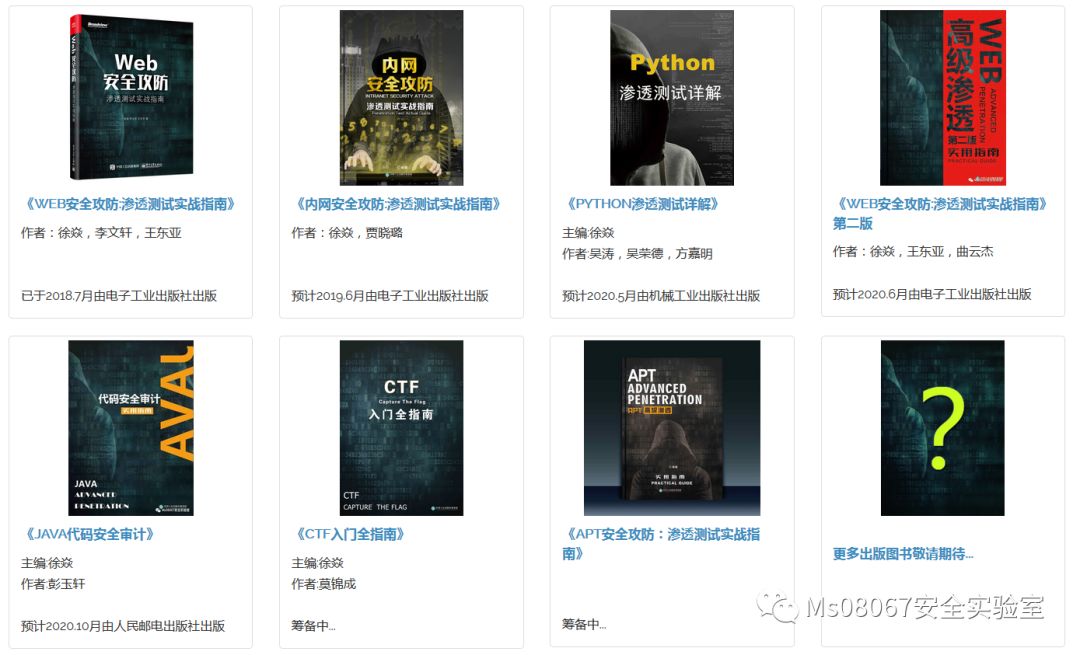 Broadview
Web
安全攻防
渗透测试实战指南
《WEB安全攻防:渗透测试实战指南》
作者：徐焱，李文轩，王东亚
已于2018.7月由电子工业出版社出版
内网
安全攻防
INTRANET SECURITY ATTACK
渗透测试实战指南
Penetration Test Actual Guide
《内网安全攻防:渗透测试实战指南》
作者：徐焱，贾晓璐
预计2019.6月由电子工业出版社出版
Python
渗透测试详解
《PYTHON渗透测试详解》
主编:徐焱
作者:吴涛，吴荣德，方嘉明
预计2020.5月由机械工业出版社出版
WEB
高级渗透
ADVANCED
PENETRATION
第二版
实用指南
PRACTICAL GUIDE
《WEB安全攻防:渗透测试实战指南》
第二版
作者：徐焱，王东亚，曲云杰
预计2020.6月由电子工业出版社出版
代码安全审计
实用指南
JAVA
JAVA
ADVANCED
PENETRATION
《JAVA代码安全审计》
主编:徐焱
作者:彭玉轩
预计2020.10月由人民邮电出版社出版
CTF
Capture The Flag
入门全指南
CTF
CAPTURE THE FLAG
《CTF入门全指南》
主编:徐焱
作者:莫锦成
筹备中...
APT
ADVANCED
PENETRATION
APT高级渗透
实用指南
PRACTICAL GUIDE
《APT安全攻防：渗透测试实战指
南》
筹备中...
?
更多出版图书敬请期待...
Ms08067安全实验室